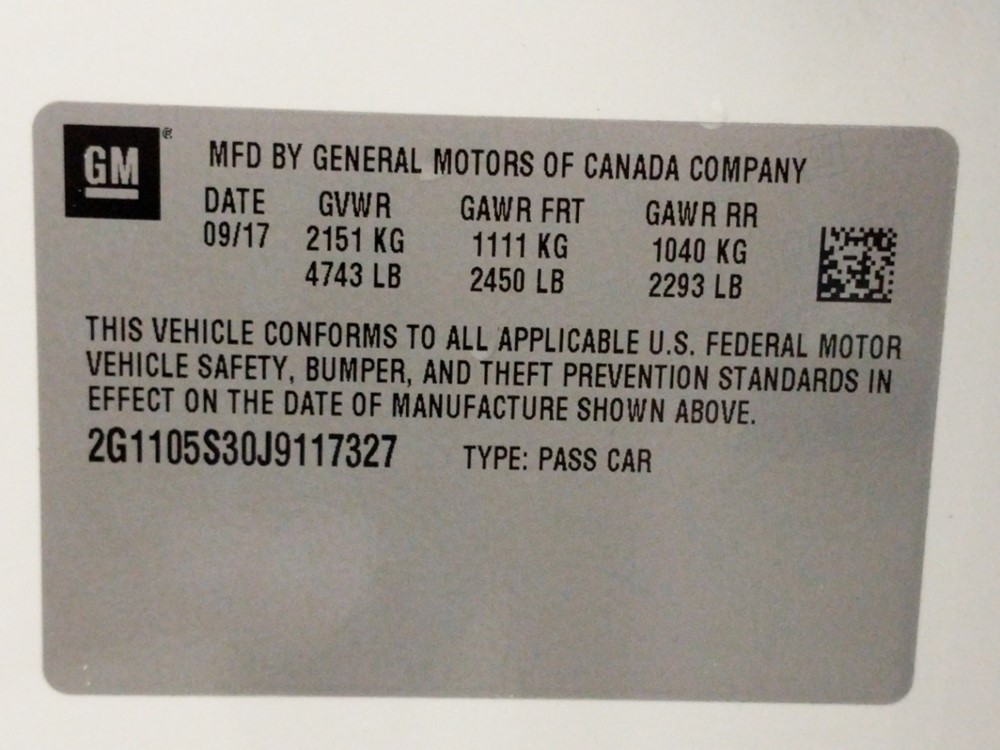 GM®
MFD BY GENERAL MOTORS OF CANADA COMPANY
DATE GVWR GAWR FRT GAWR RR
09/17 2151 KG 1111 KG 1040 KG
4743 LB 2450 LB 2293 LB
THIS VEHICLE CONFORMS TO ALL APPLICABLE U.S. FEDERAL MOTOR
VEHICLE SAFETY, BUMPER, AND THEFT PREVENTION STANDARDS IN
EFFECT ON THE DATE OF MANUFACTURE SHOWN ABOVE.
2G1105S30J9117327 TYPE: PASS CAR